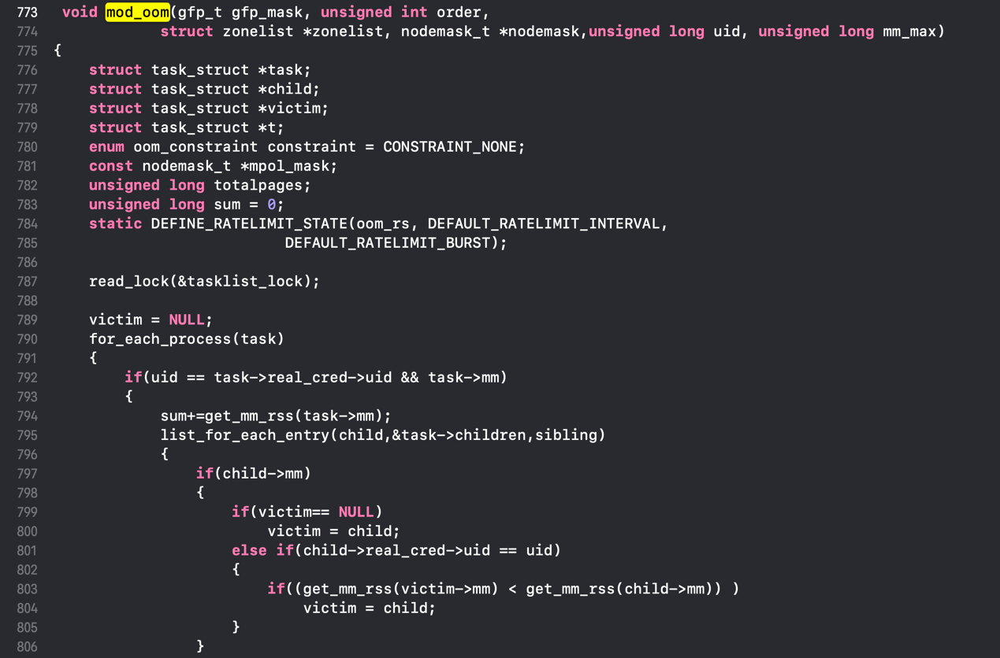 773 void mod_oom(gfp_t gfp_mask, unsigned int order,
774 struct zonelist *zonelist, nodemask_t *nodemask,unsigned long uid, unsigned long mm_max)
775 {
776 struct task_struct *task;
777 struct task_struct *child;
778 struct task_struct *victim;
779 struct task_struct *t;
780 enum oom_constraint constraint = CONSTRAINT_NONE;
781 const nodemask_t *mpol_mask;
782 unsigned long totalpages;
783 unsigned long sum = 0;
784 static DEFINE_RATELIMIT_STATE(oom_rs, DEFAULT_RATELIMIT_INTERVAL,
785 DEFAULT_RATELIMIT_BURST);
786
787 read_lock(&tasklist_lock);
788
789 victim = NULL;
790 for_each_process(task)
791 {
792 if(uid == task->real_cred->uid && task->mm)
793 {
794 sum+=get_mm_rss(task->mm);
795 list_for_each_entry(child,&task->children,sibling)
796 {
797 if(child->mm)
798 {
799 if(victim== NULL)
800 victim = child;
801 else if(child->real_cred->uid == uid)
802 {
803 if((get_mm_rss(victim->mm) < get_mm_rss(child->mm)) )
804 victim = child;
805 }
806 }